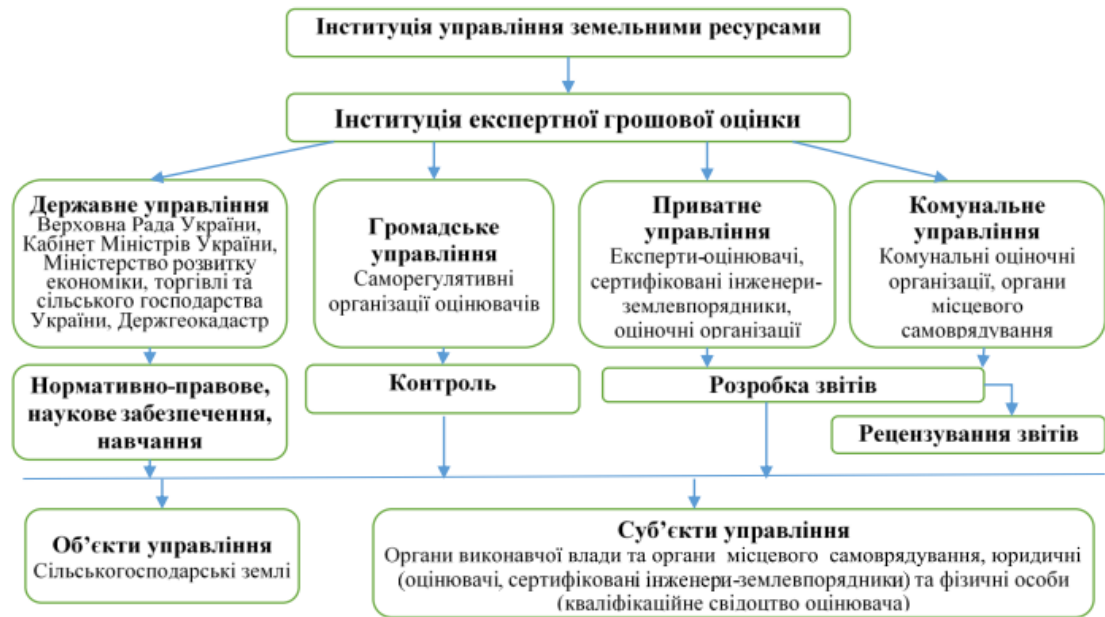 Інституція управління земельними ресурсами
Інституція експертної грошової оцінки
Державне управління
Верховна Рада України,
Кабінет Міністрів України,
Міністерство розвитку
економіки, торгівлі та
сільського господарства
України, Держгеокадастр
Громадське
управління
Саморегулятивні
організації оцінювачів
Приватне
управління
Експерти-оцінювачі,
сертифіковані інженери-
землевпорядники,
оціночні організації
Комунальне
управління
Комунальні оціночні
організації, органи
місцевого
самоврядування
Нормативно-правове,
наукове забезпечення,
навчання
Контроль
Розробка звітів
Рецензування звітів
Об’єкти управління
Сільськогосподарські землі
Суб’єкти управління
Органи виконавчої влади та органи місцевого самоврядування, юридичні
(оцінювачі, сертифіковані інженери-землевпорядники) та фізичні особи
(кваліфікаційне свідоцтво оцінювача)